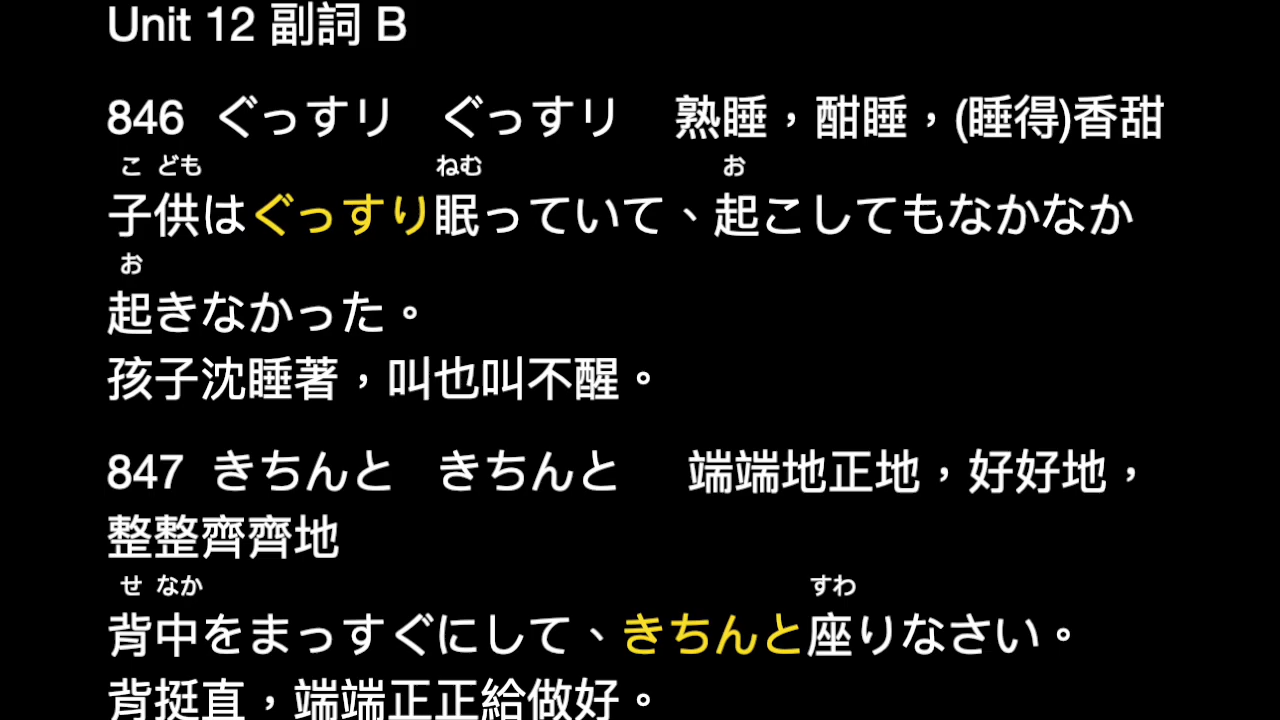 Unit 12 副詞 B
846 ぐっすり ぐっすり 熟睡，酣睡，(睡得)香甜
こ ども ねむ お
子供はぐっすり眠っていて、起こしてもなかなか
お
起きなかった。
孩子沈睡著，叫也叫不醒。
847 きちんと きちんと 端端地正地，好好地，
整整齊齊地
せ なか すわ
背中をまっすぐにして、きちんと座りなさい。
背挺直，端端正正給做好。